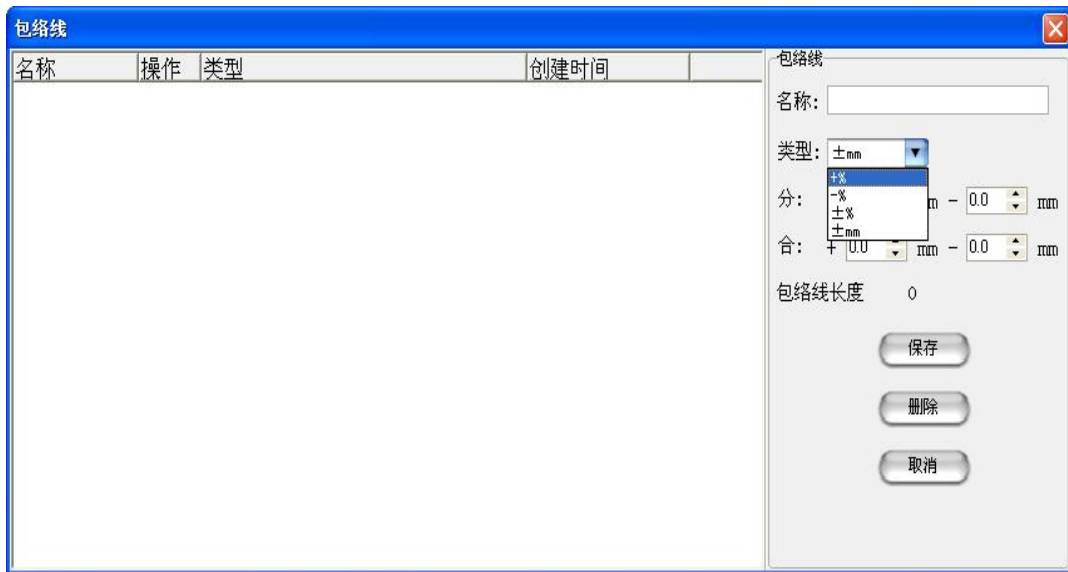 包络线
名称 操作 类型 创建时间
包络线
名称:
类型: ±mm
+%
-%
±%
±mm
分: m - 0.0 mm
合: + 0.0 mm - 0.0 mm
包络线长度 0
保存
删除
取消